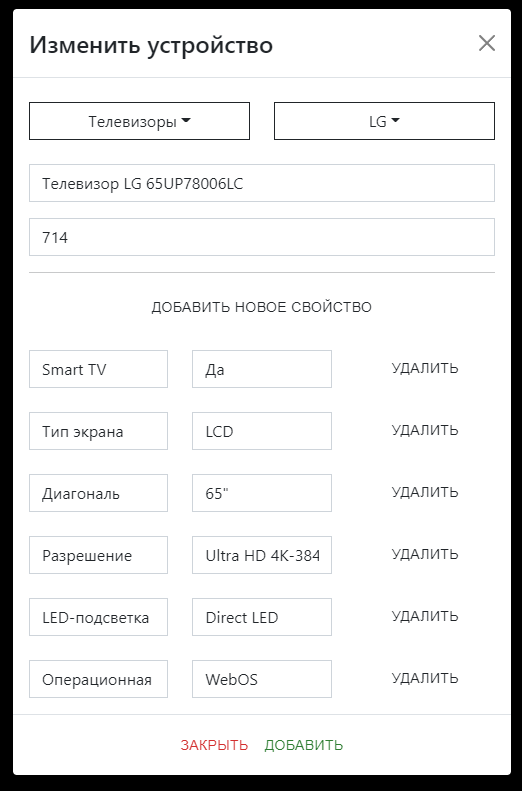 Изменить устройство
Телевизоры
LG
Телевизор LG 65UP78006LC
714
ДОБАВИТЬ НОВОЕ СВОЙСТВО
Smart TV Да УДАЛИТЬ
Тип экрана LCD УДАЛИТЬ
Диагональ 65" УДАЛИТЬ
Разрешение Ultra HD 4K-384 УДАЛИТЬ
LED-подсветка Direct LED УДАЛИТЬ
Операционная WebOS УДАЛИТЬ
ЗАКРЫТЬ ДОБАВИТЬ